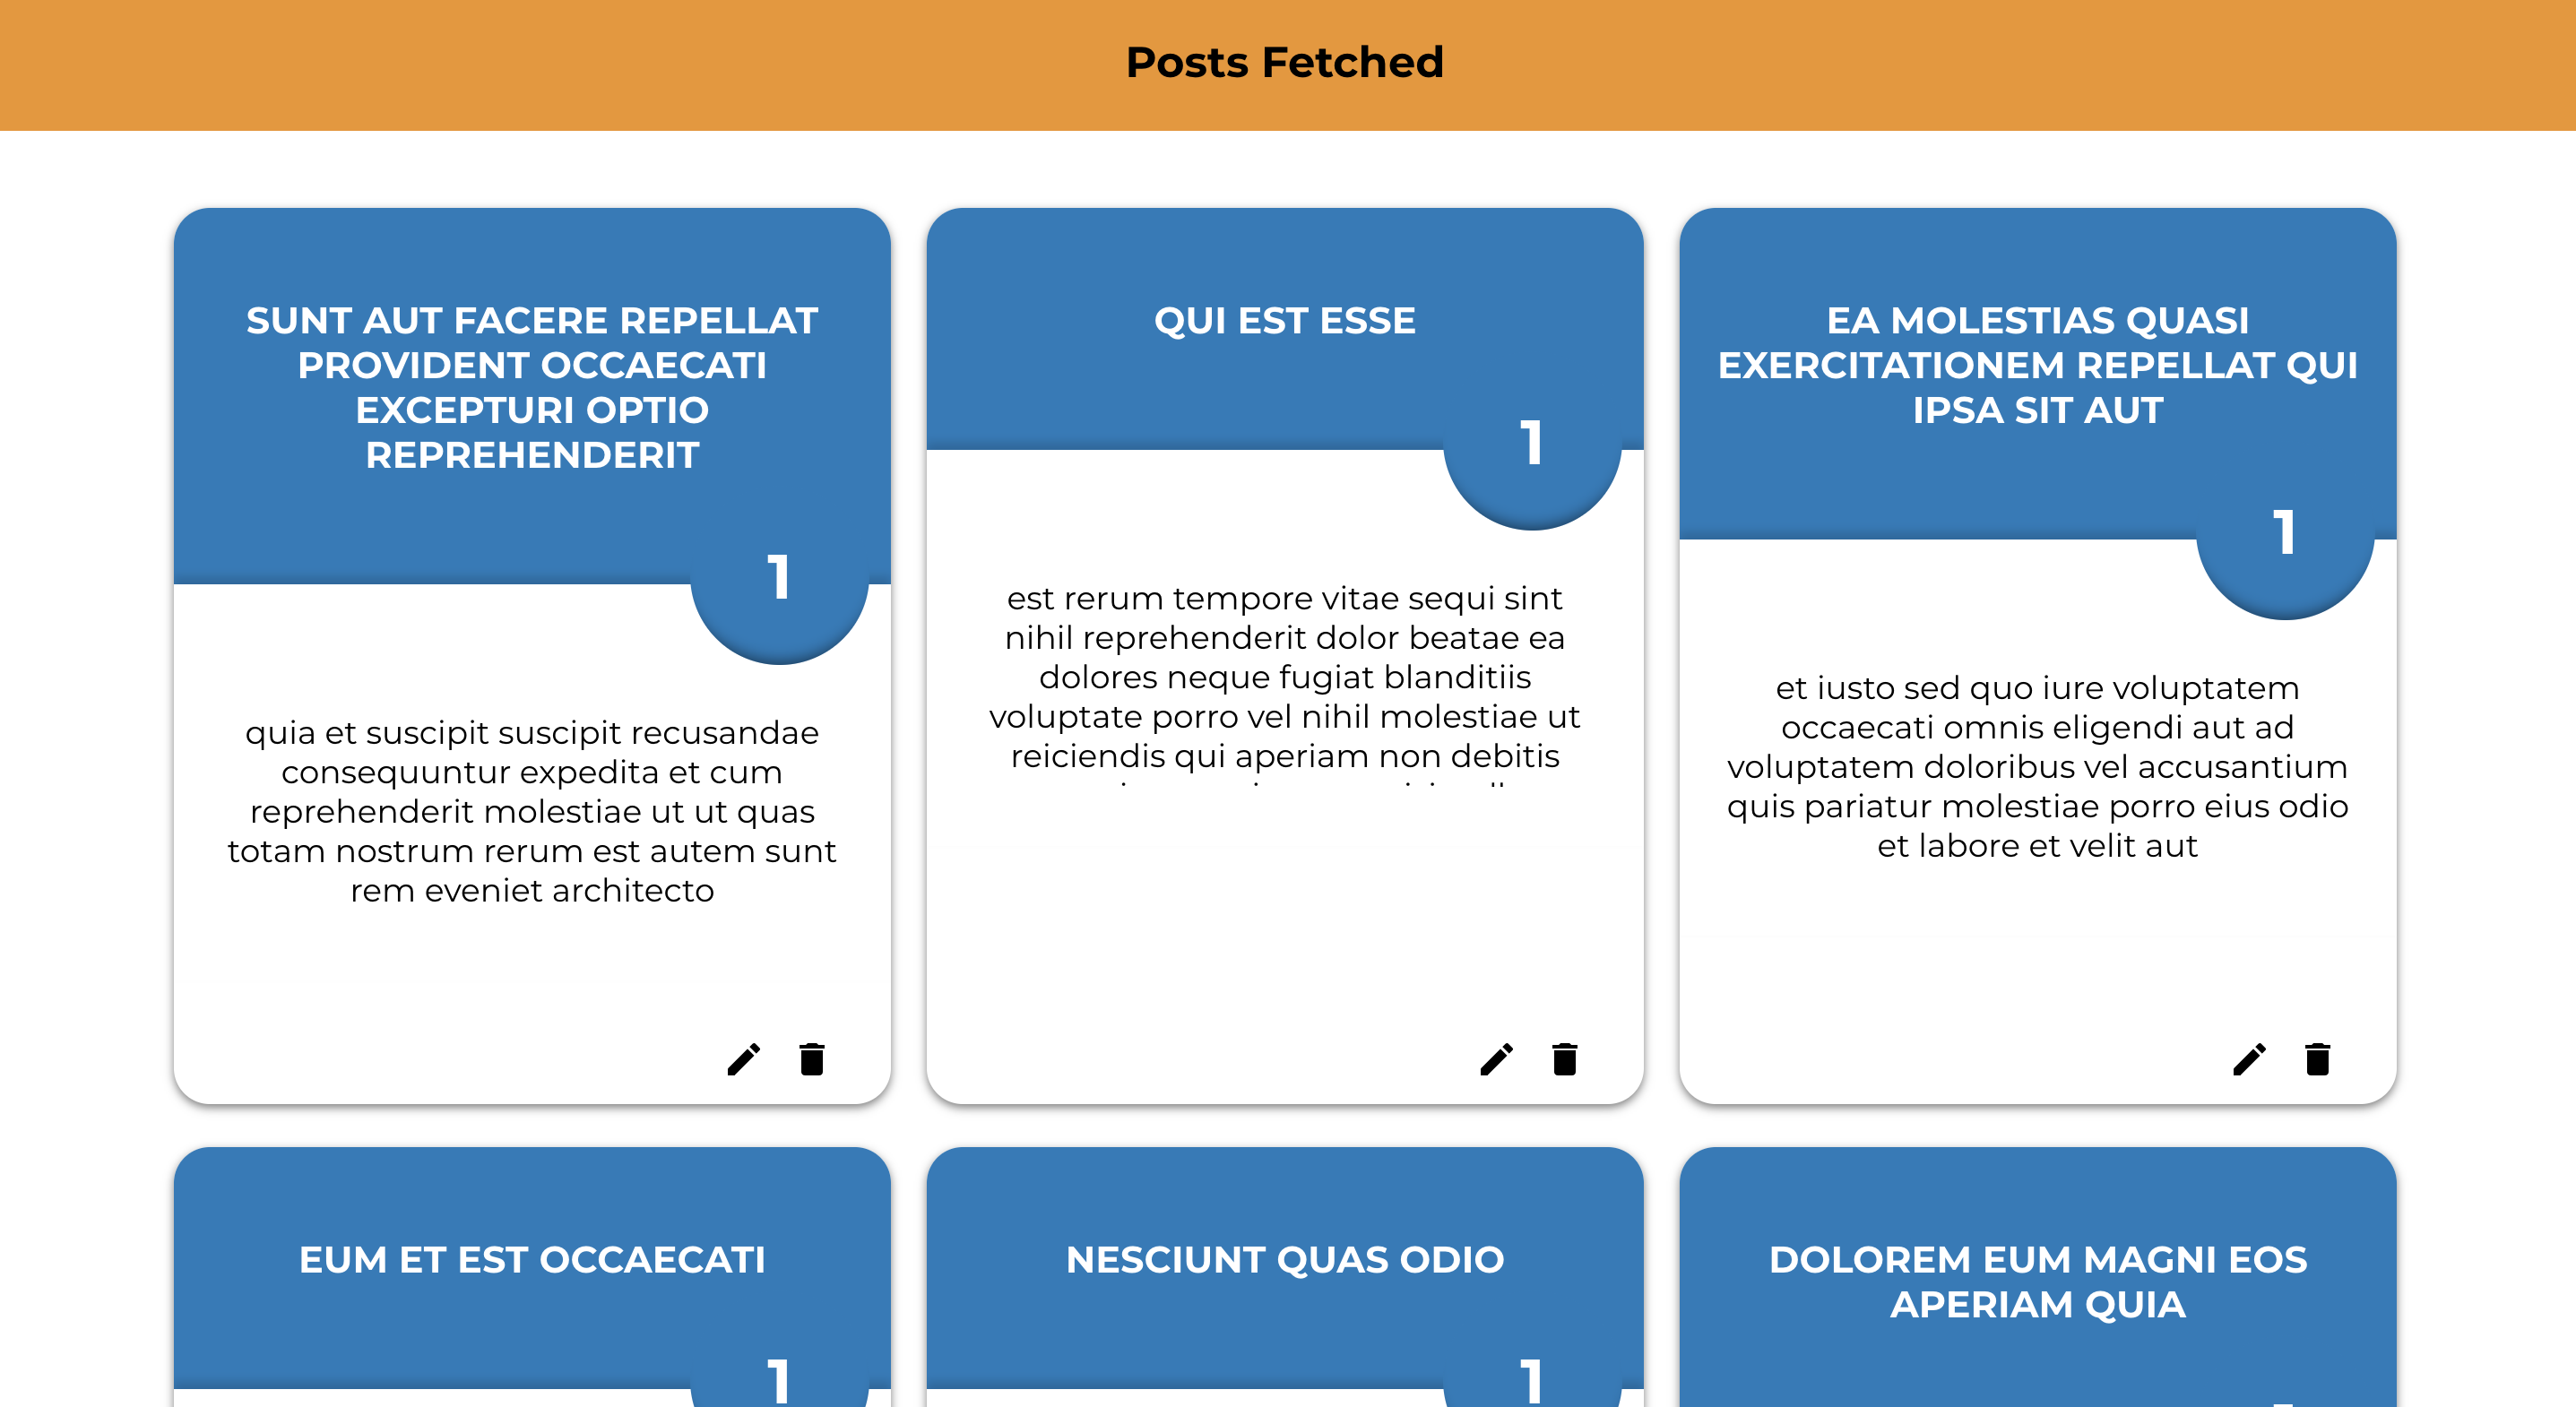 Posts Fetched
SUNT AUT FACERE REPELLAT
PROVIDENT OCCAECATI
EXCEPTURI OPTIO
REPREHENDERIT
1
quia et suscipit suscipit recusandae
consequuntur expedita et cum
reprehenderit molestiae ut ut quas
totam nostrum rerum est autem sunt
rem eveniet architecto
QUI EST ESSE
1
est rerum tempore vitae sequi sint
nihil reprehenderit dolor beatae ea
dolores neque fugiat blanditiis
voluptate porro vel nihil molestiae ut
reiciendis qui aperiam non debitis
EA MOLESTIAS QUASI
EXERCITATIONEM REPELLAT QUI
IPSA SIT AUT
1
et iusto sed quo iure voluptatem
occaecati omnis eligendi aut ad
voluptatem doloribus vel accusantium
quis pariatur molestiae porro eius odio
et labore et velit aut
EUM ET EST OCCAECATI
1
NESCIUNT QUAS ODIO
1
DOLOREM EUM MAGNI EOS
APERIAM QUIA